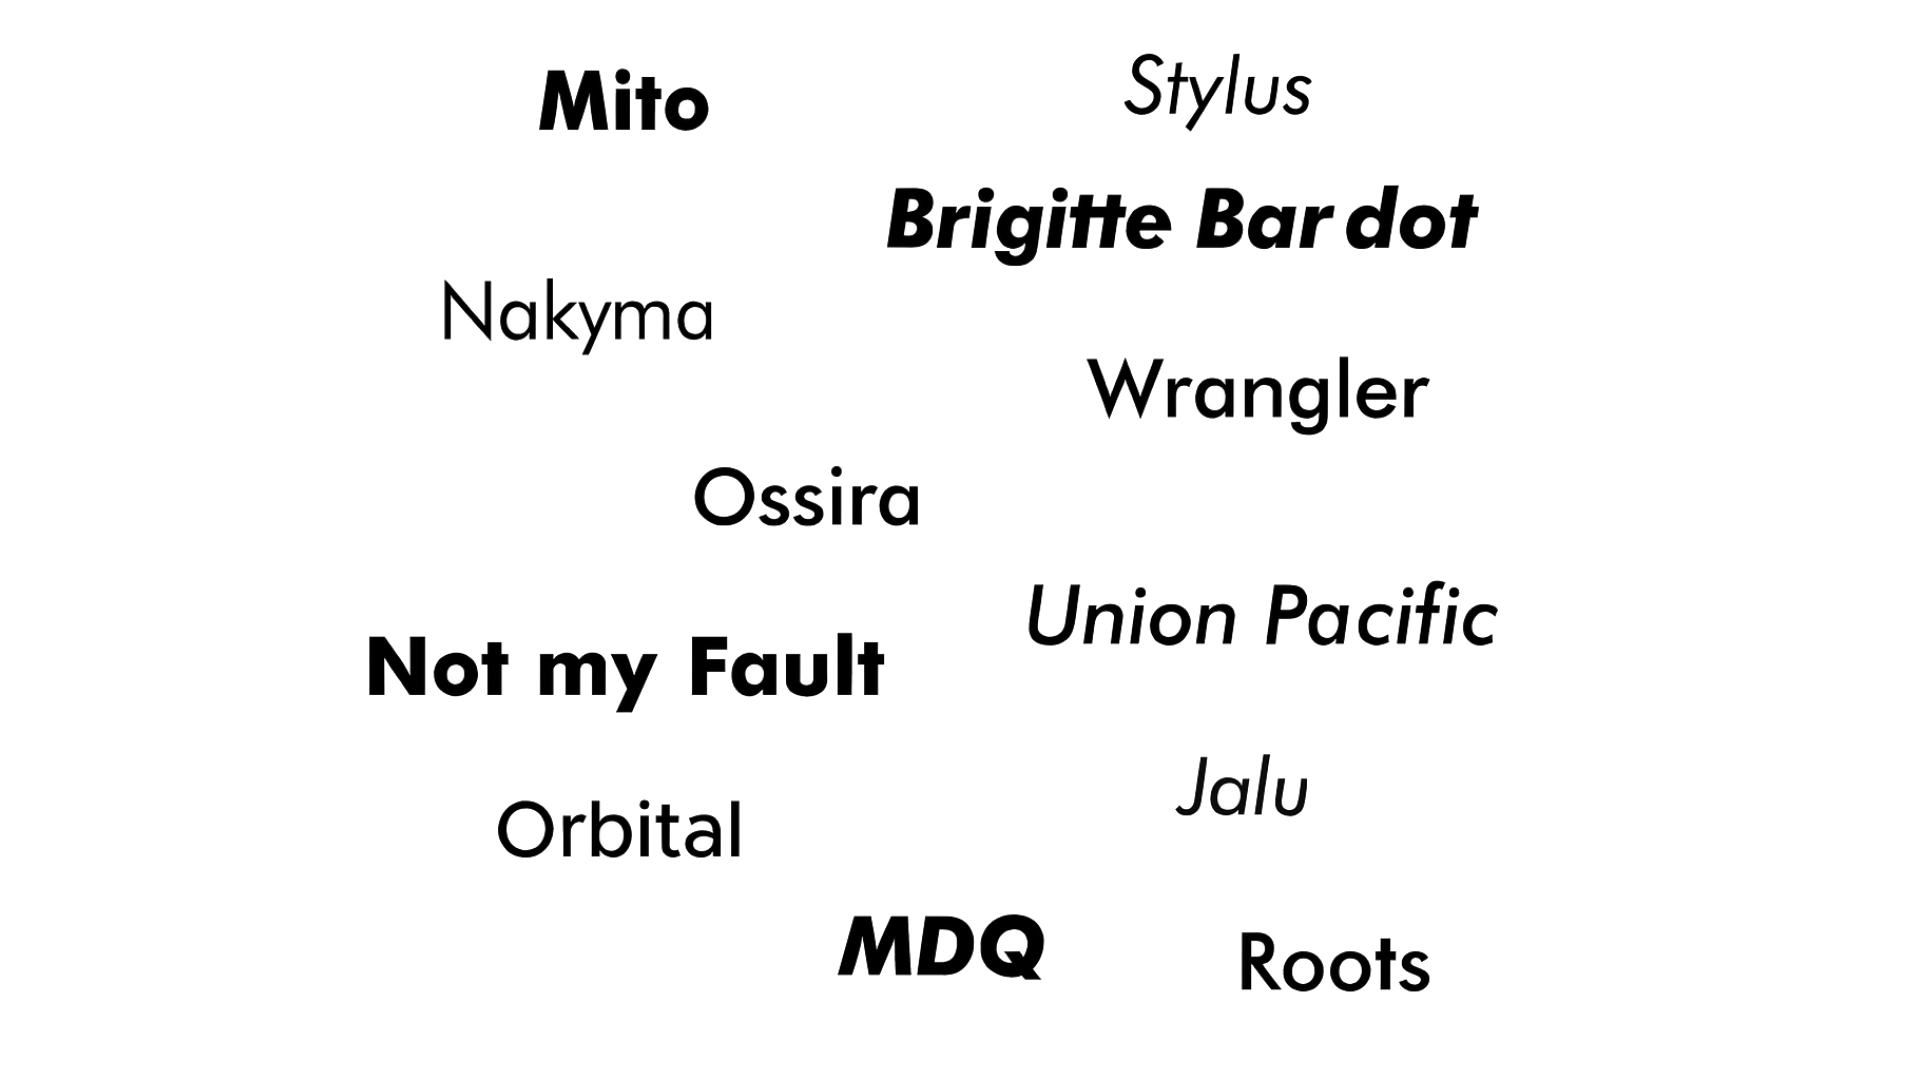 Mito
Stylus
Brigitte Bardot
Nakyma
Wrangler
Ossira
Union Pacific
Not my Fault
Jalu
Orbital
MDQ
Roots